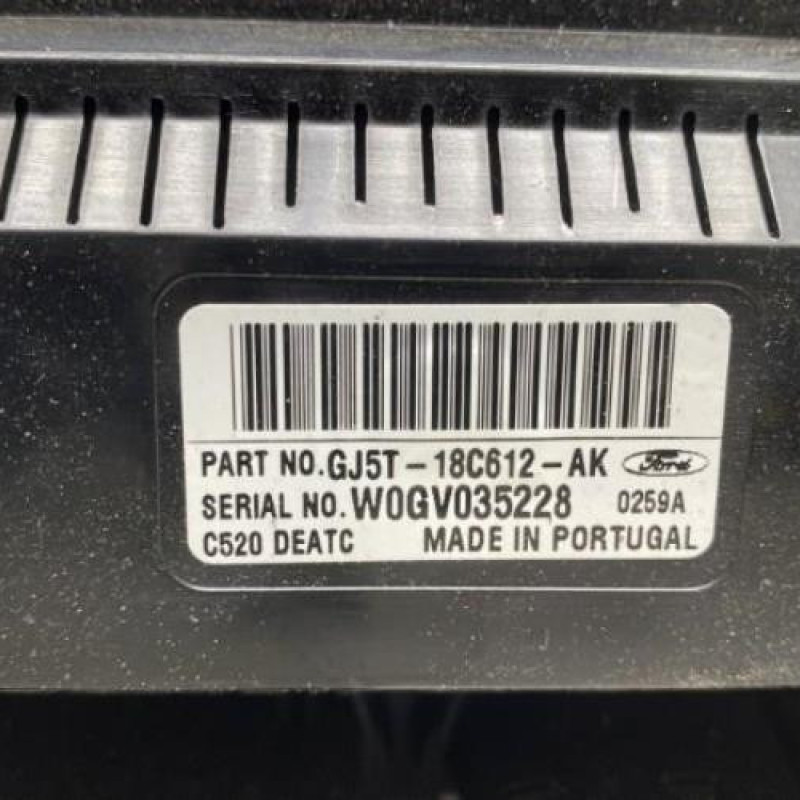 PART NO.GJ5T-18C612-AK Ford
SERIAL NO.W0GV035228 0259A
C520 DEATC MADE IN PORTUGAL